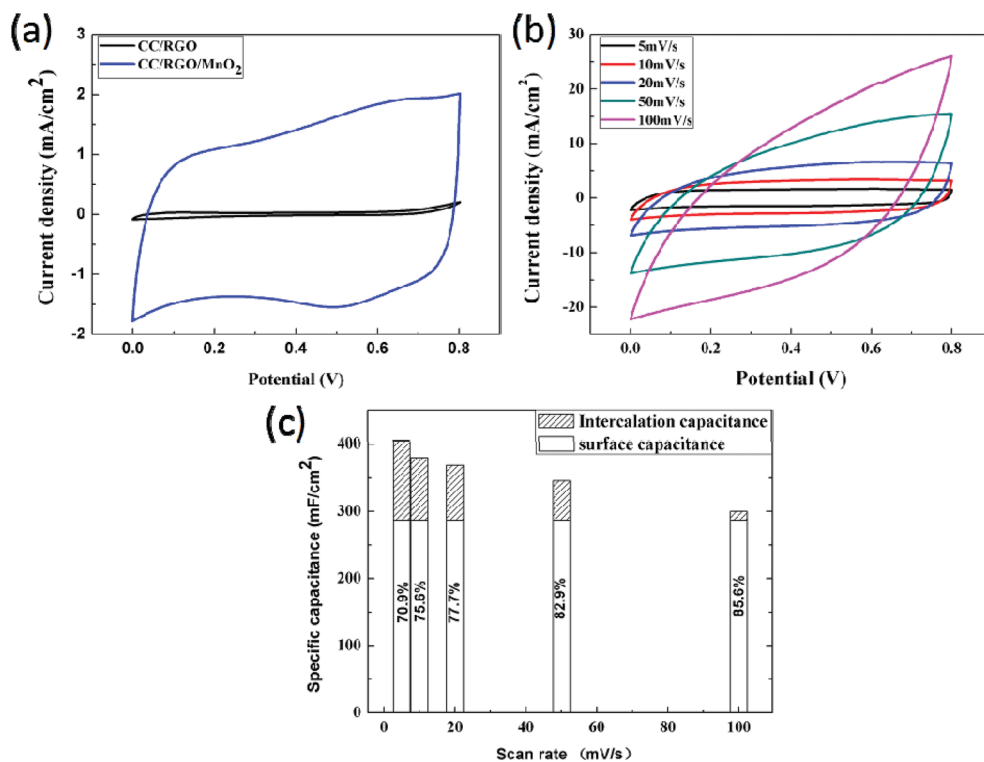 (a)
CC/RGO
CC/RGO/MnO₂
Current density (mA/cm²)
3
2
1
0
-1
-2
0.0 0.2 0.4 0.6 0.8
Potential (V)
(b)
5mV/s
10mV/s
20mV/s
50mV/s
100mV/s
Current density (mA/cm²)
30
20
10
0
-10
-20
0.0 0.2 0.4 0.6 0.8
Potential (V)
(c)
Intercalation capacitance
surface capacitance
Specific capacitance (mF/cm²)
400
300
200
100
0
70.9%
75.6%
77.7%
82.9%
85.6%
0 20 40 60 80 100
Scan rate （mV/s）